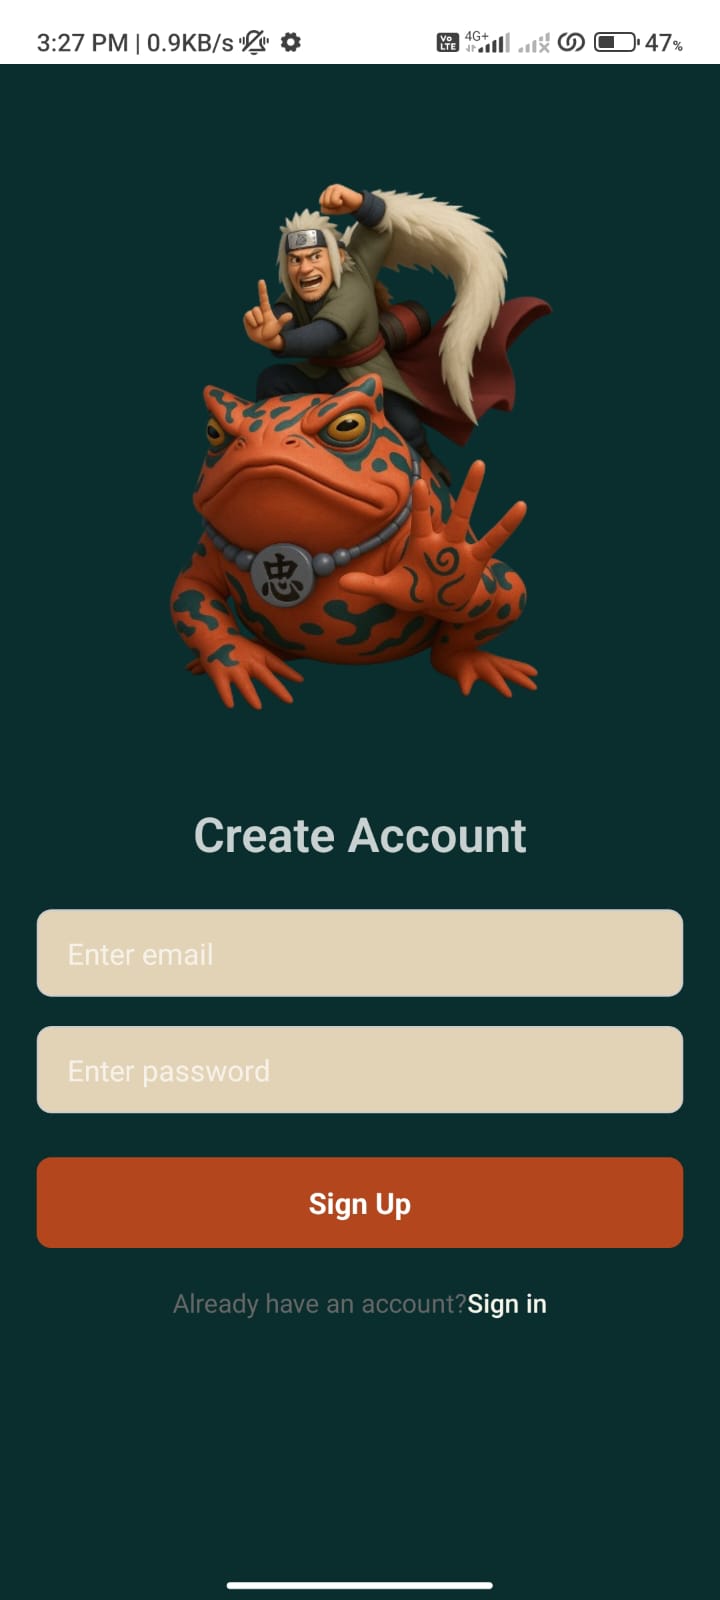 3:27 PM | 0.9KB/s Vo LTE 4G+ 47%
忠
Create Account
Enter email
Enter password
Sign Up
Already have an account?Sign in